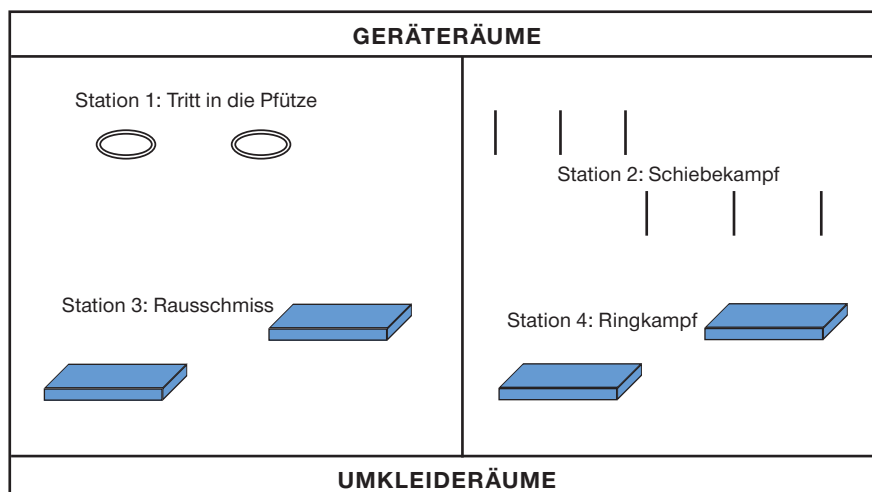 GERÄTERÄUME
Station 1: Tritt in die Pfütze
Station 2: Schiebekampf
Station 3: Rausschmiss
Station 4: Ringkampf
UMKLEIDERÄUME